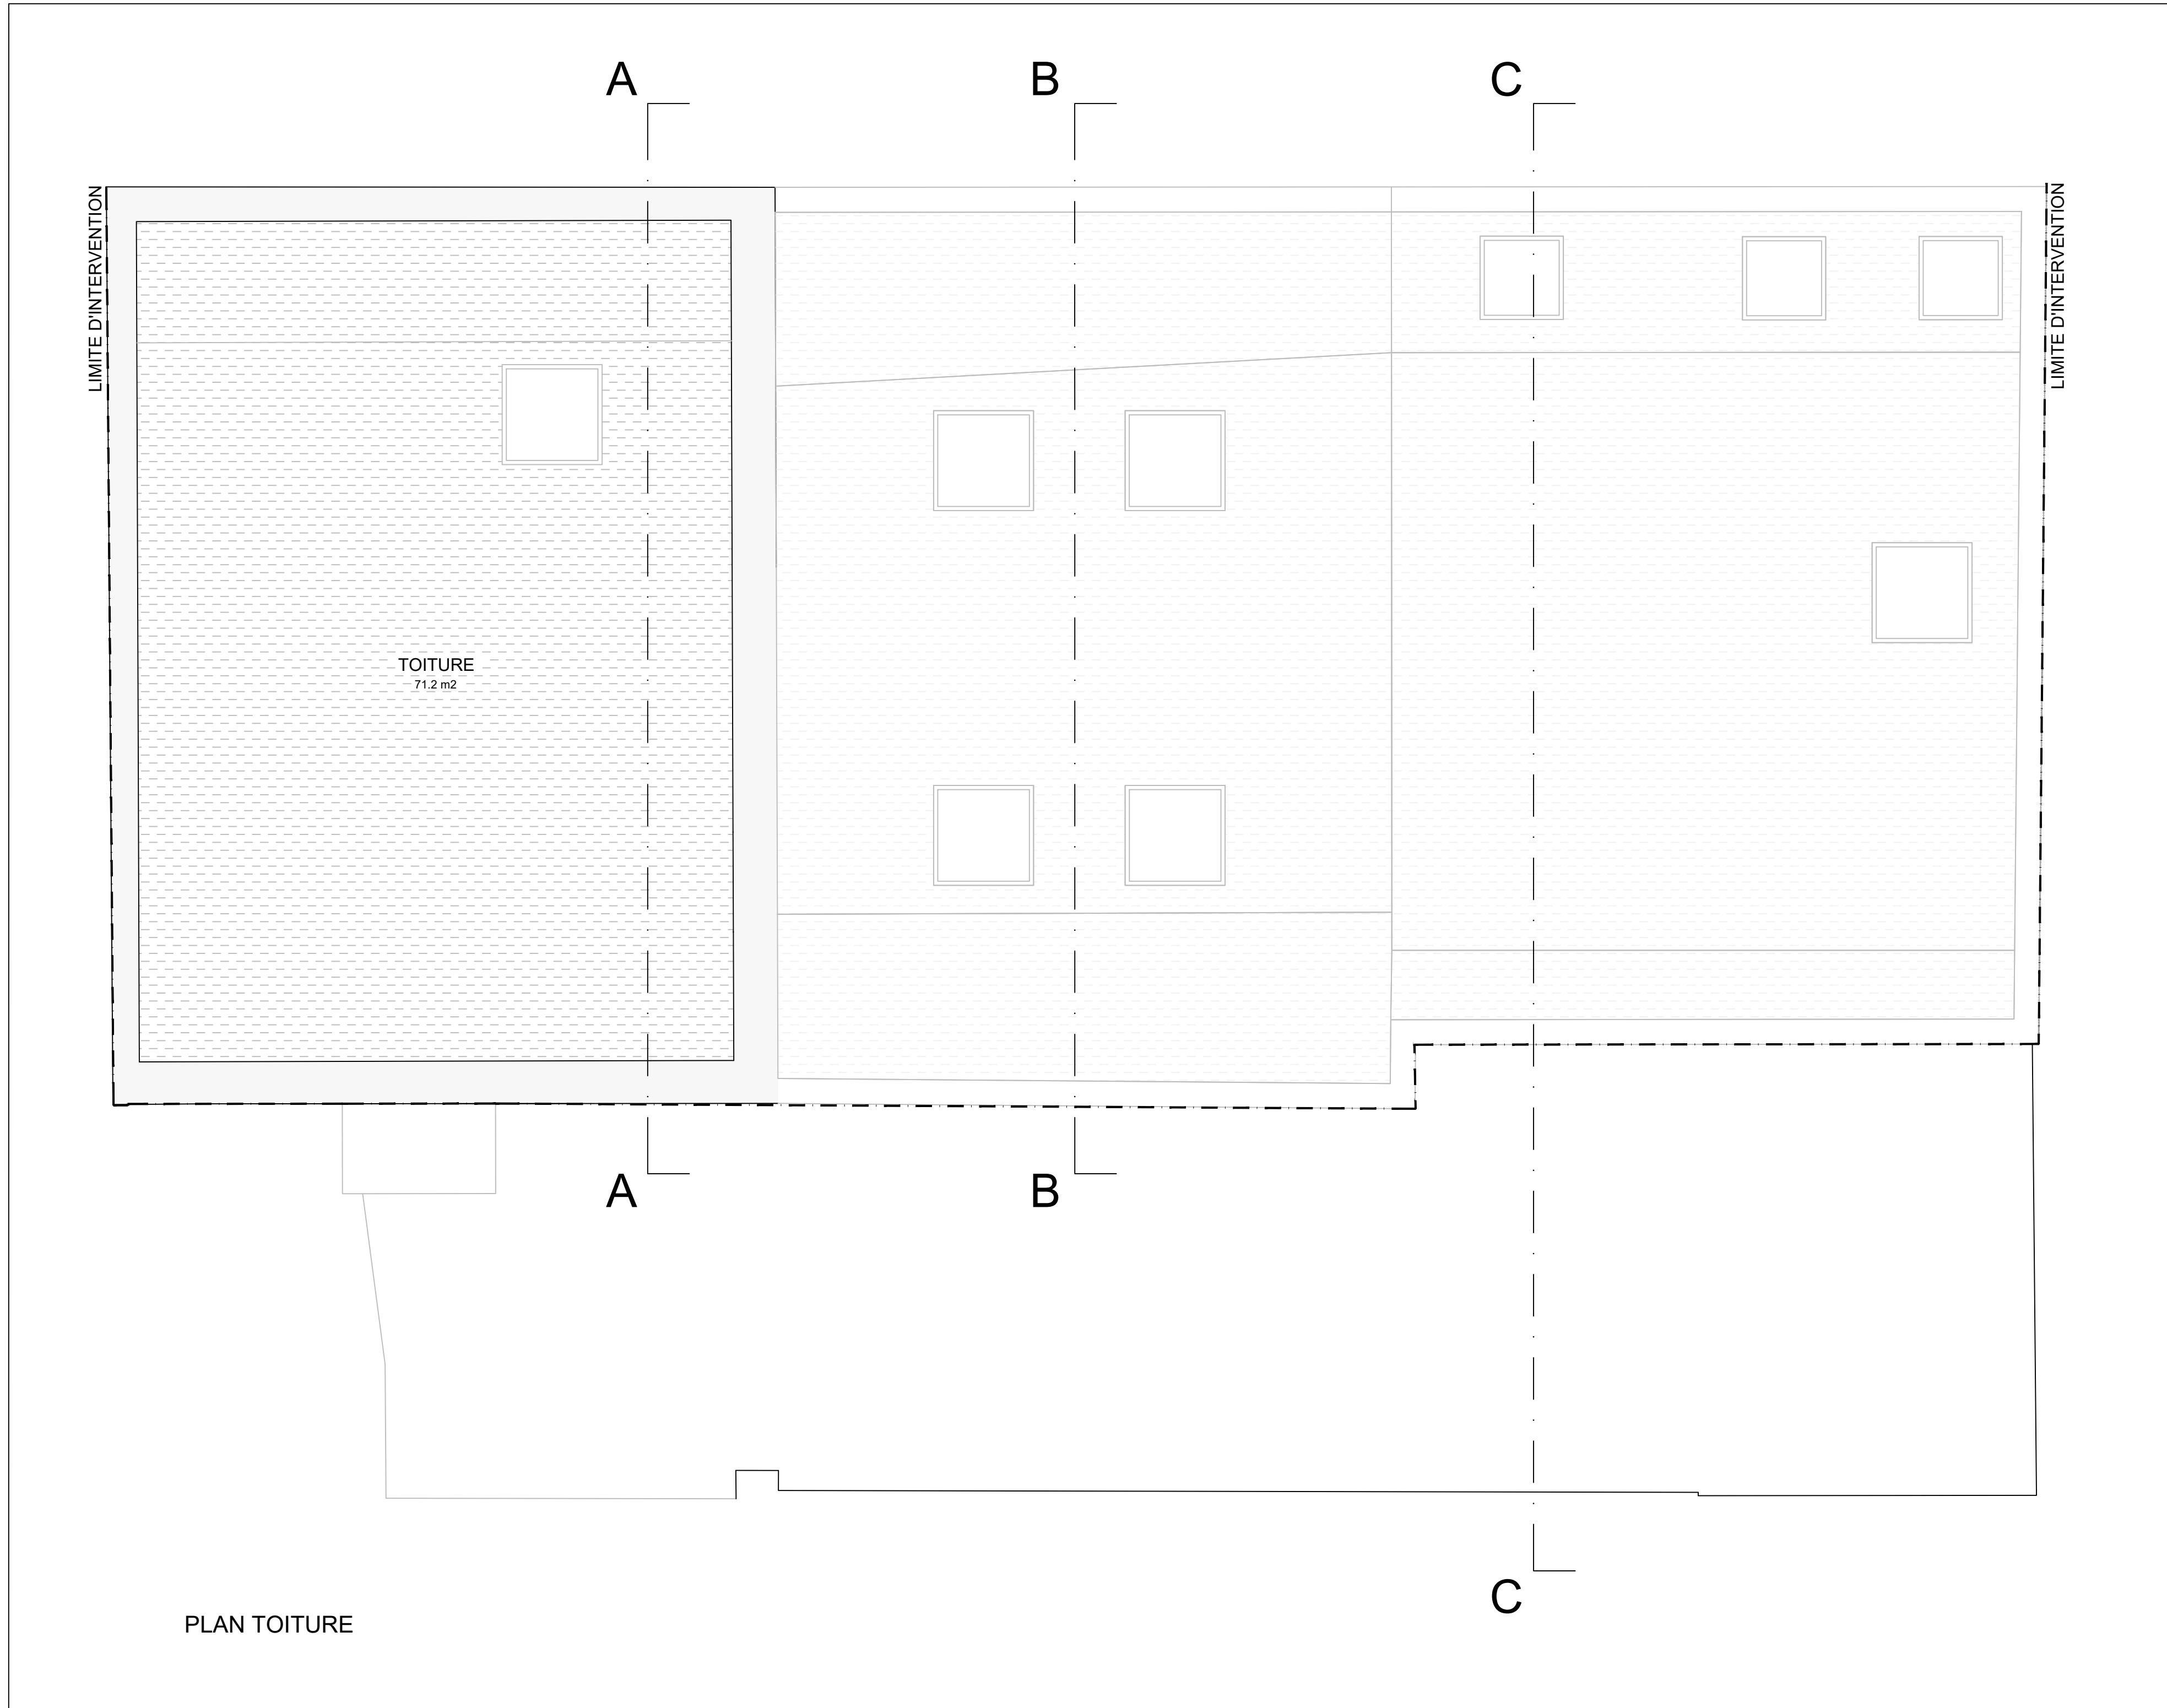 A
B
C
LIMITE D'INTERVENTION
LIMITE D'INTERVENTION
TOITURE
71.2 m2
A
B
C
PLAN TOITURE